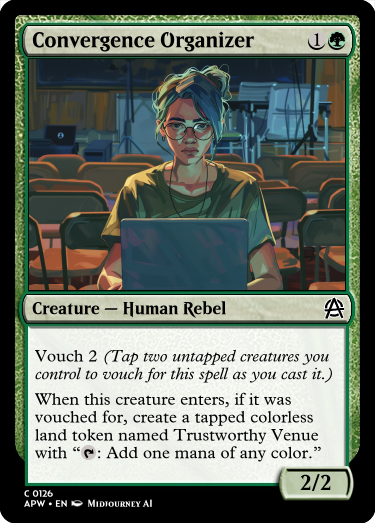 Convergence Organizer 1
Creature — Human Rebel
Vouch 2 (Tap two untapped creatures you
control to vouch for this spell as you cast it.)
When this creature enters, if it was
vouched for, create a tapped colorless
land token named Trustworthy Venue
with “: Add one mana of any color.”
2/2
C 0126
APW • EN Midjourney AI